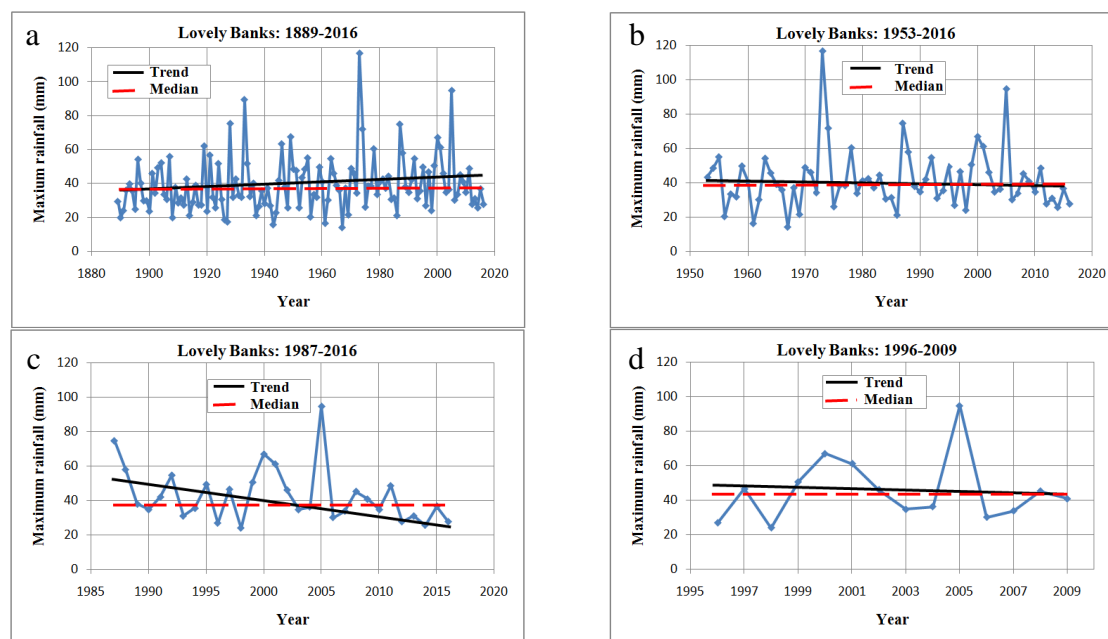 a
Lovely Banks: 1889-2016
Maximum rainfall (mm)
120
100
80
60
40
20
0
Trend
Median
1880 1900 1920 1940 1960 1980 2000 2020
Year
b
Lovely Banks: 1953-2016
Maximum rainfall (mm)
120
100
80
60
40
20
0
Trend
Median
1950 1960 1970 1980 1990 2000 2010 2020
Year
c
Lovely Banks: 1987-2016
Maximum rainfall (mm)
120
100
80
60
40
20
0
Trend
Median
1985 1990 1995 2000 2005 2010 2015 2020
Year
d
Lovely Banks: 1996-2009
Maximum rainfall (mm)
120
100
80
60
40
20
0
Trend
Median
1995 1997 1999 2001 2003 2005 2007 2009
Year